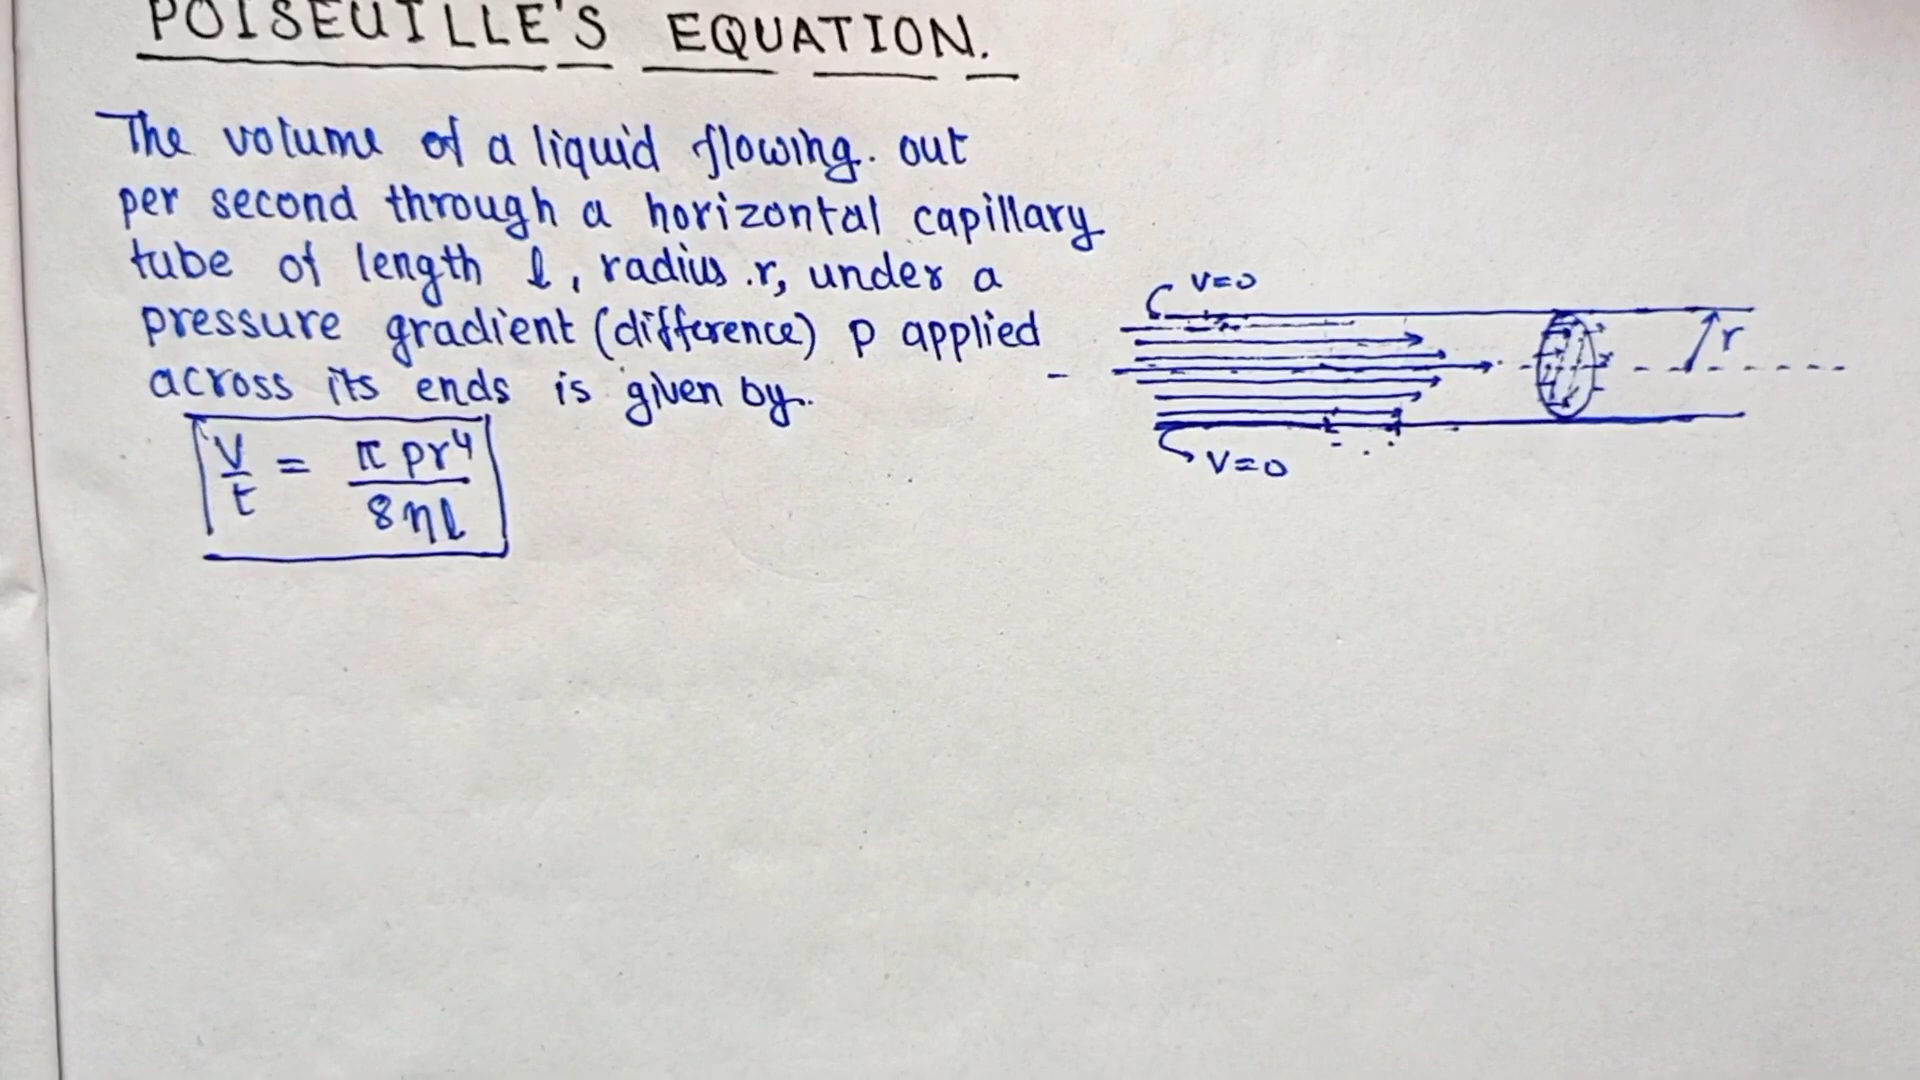 POISEUILLE'S EQUATION.
The volume of a liquid flowing. out
per second through a horizontal capillary
tube of length l, radius .r, under a
pressure gradient (difference) p applied
across its ends is given by.
V/t = πpr⁴/8ηl
V=0
r
V=0